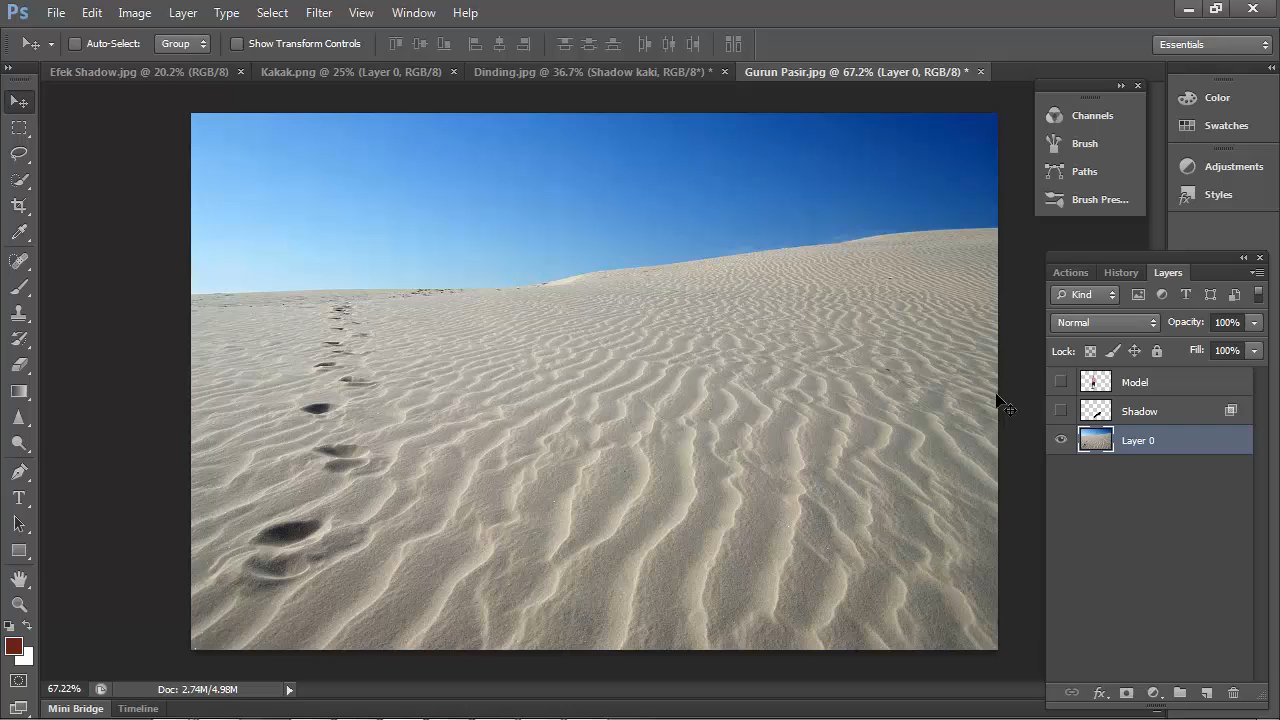 Ps File Edit Image Layer Type Select Filter View Window Help
Auto-Select: Group Show Transform Controls Essentials
Efek Shadow.jpg @ 20.2% (RGB/8) × Kakak.png @ 25% (Layer 0, RGB/8) × Dinding.jpg @ 36.7% (Shadow kaki, RGB/8*) * × Gurun Pasir.jpg @ 67.2% (Layer 0, RGB/8) * ×
Channels
Brush
Paths
Brush Pres...
Color
Swatches
Adjustments
Styles
Actions History Layers
Kind
Normal Opacity: 100%
Lock: Fill: 100%
Model
Shadow
Layer 0
67.22% Doc: 2.74M/4.98M
Mini Bridge Timeline